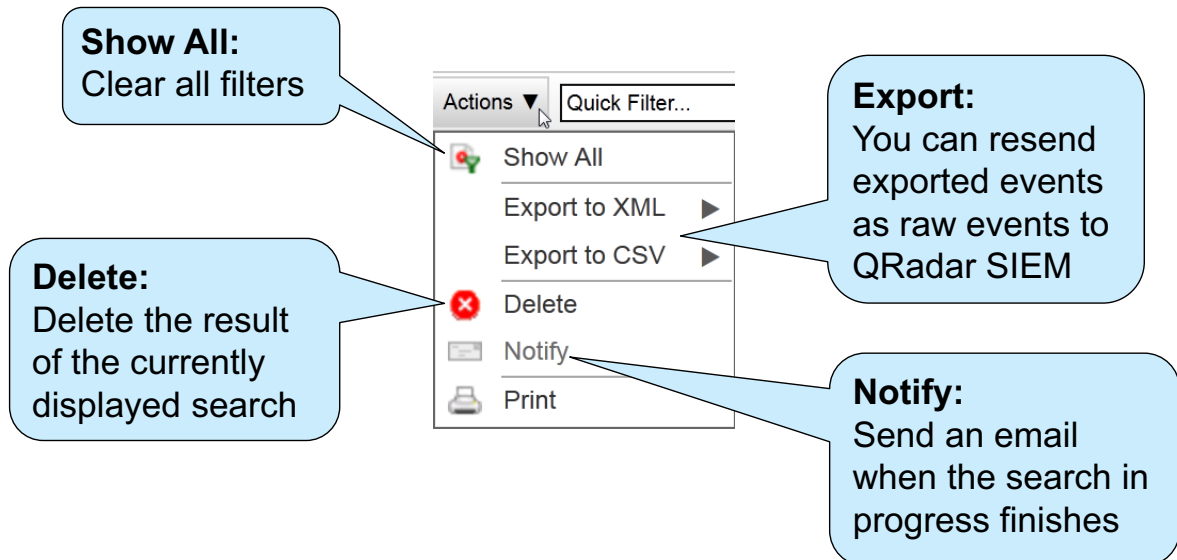 Show All:
Clear all filters
Actions ▼
Quick Filter...
Show All
Export to XML ▶
Export to CSV ▶
Delete
Notify
Print
Export:
You can resend
exported events
as raw events to
QRadar SIEM
Delete:
Delete the result
of the currently
displayed search
Notify:
Send an email
when the search in
progress finishes